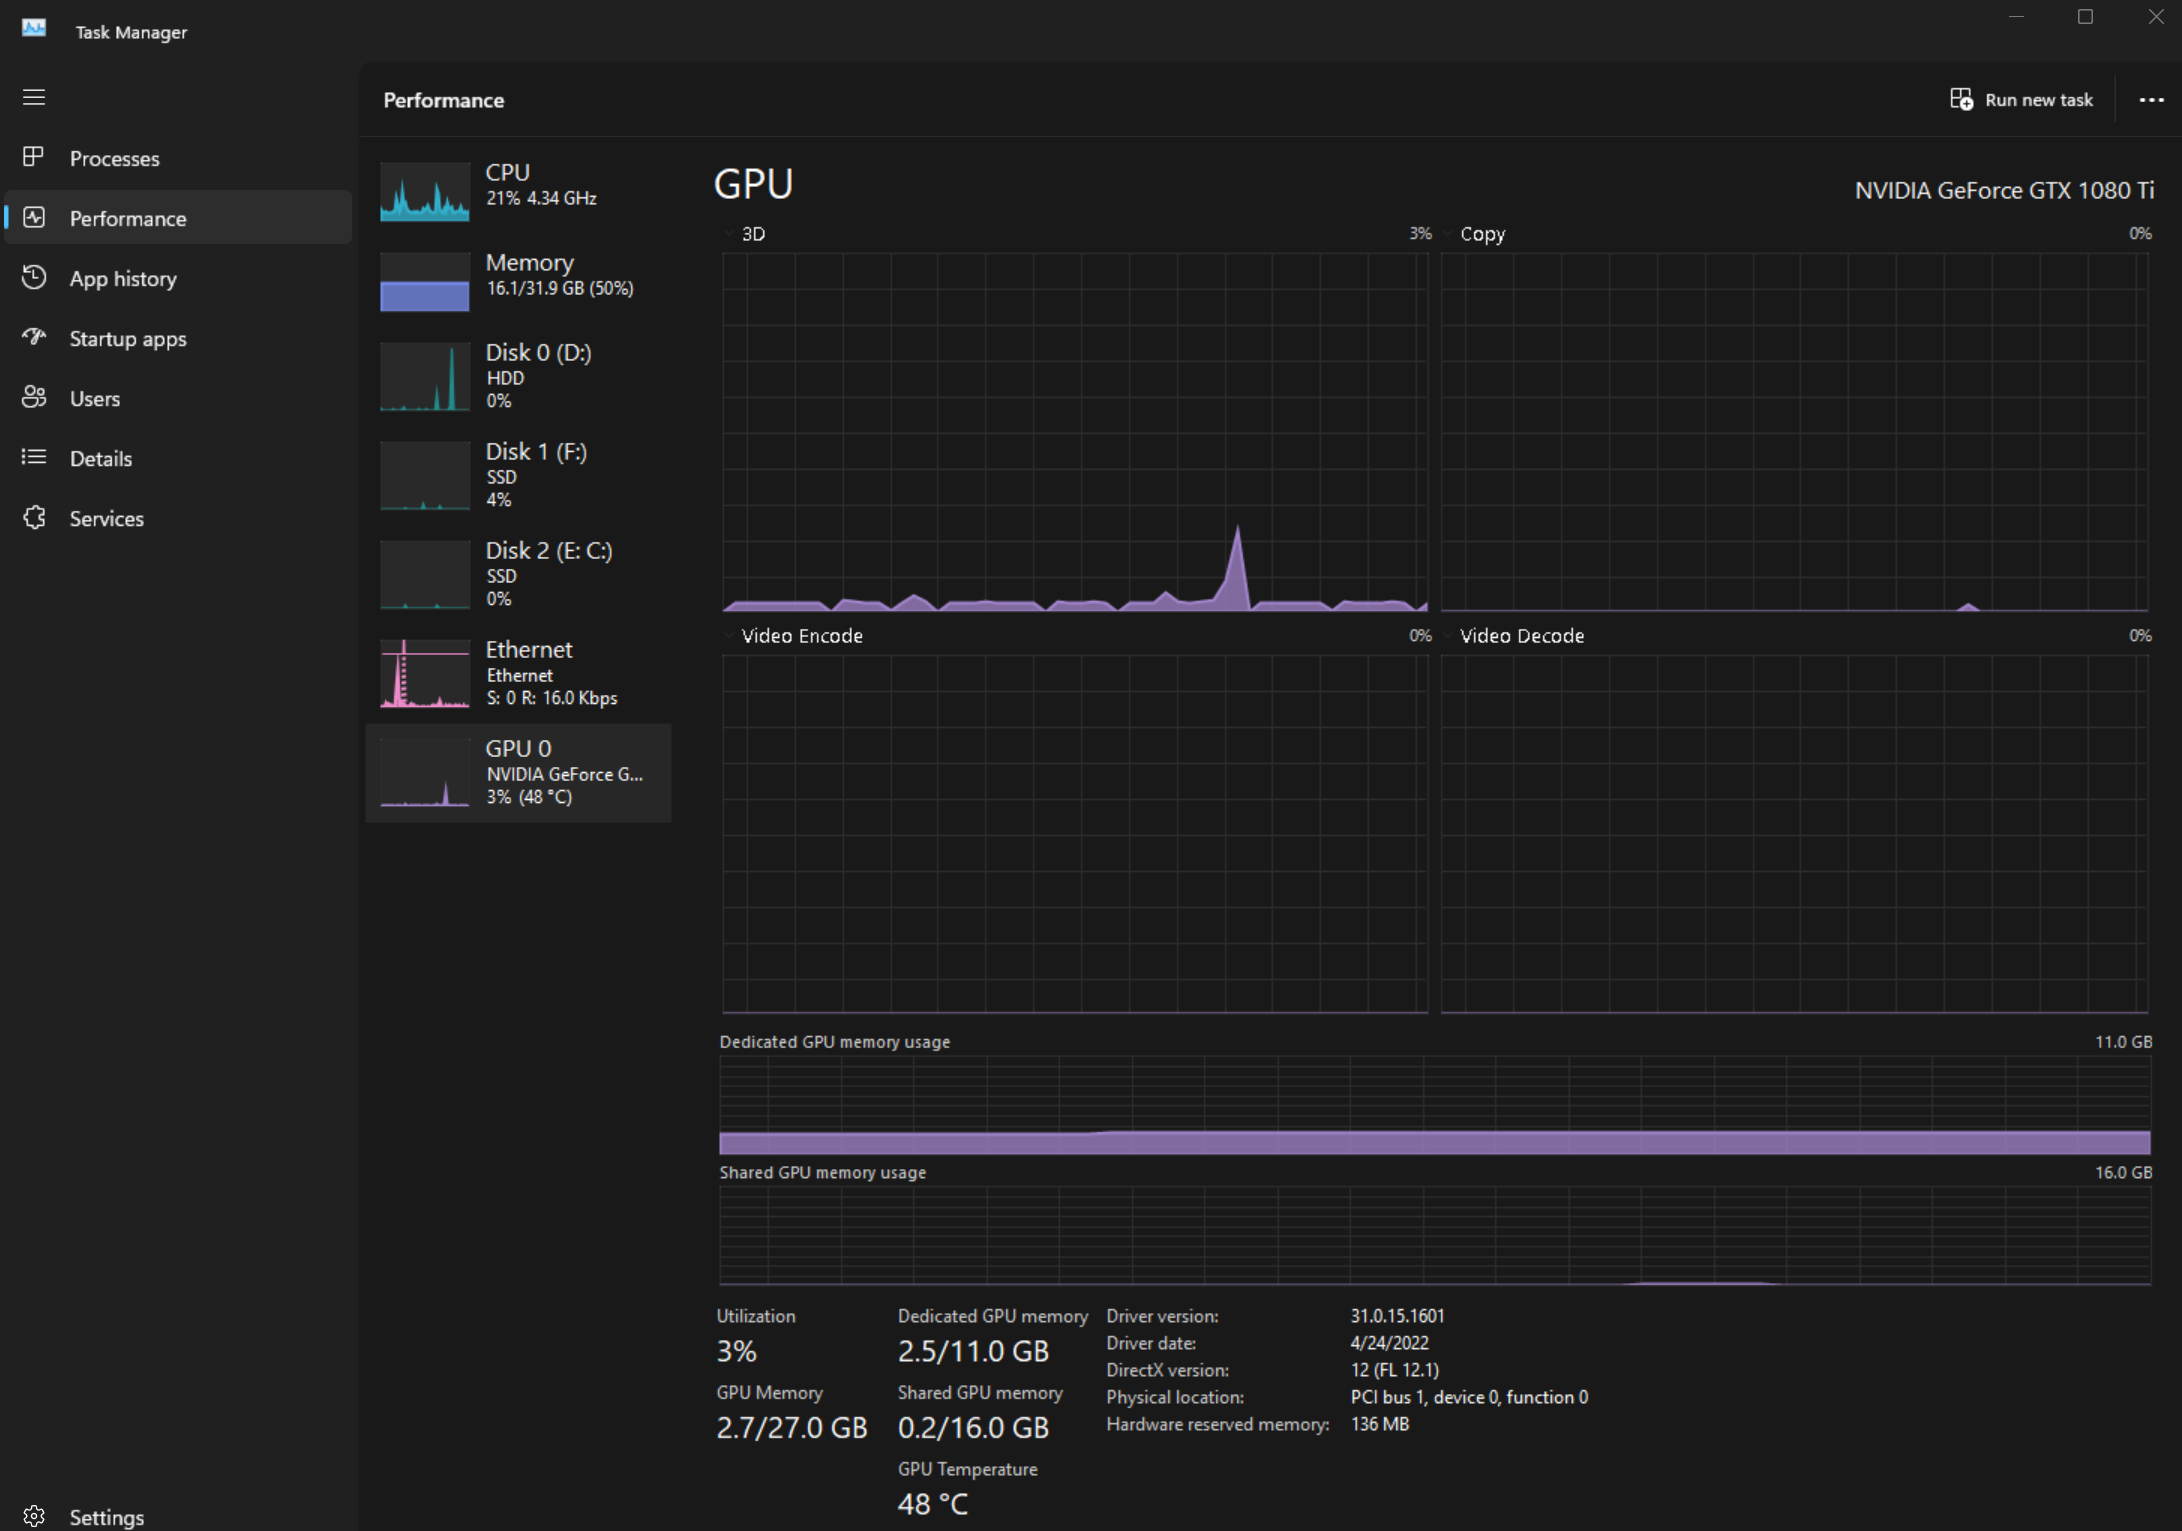 Task Manager
Performance
Run new task
Processes
Performance
App history
Startup apps
Users
Details
Services
Settings
CPU
21% 4.34 GHz
Memory
16.1/31.9 GB (50%)
Disk 0 (D:)
HDD
0%
Disk 1 (F:)
SSD
4%
Disk 2 (E: C:)
SSD
0%
Ethernet
Ethernet
S: 0 R: 16.0 Kbps
GPU 0
NVIDIA GeForce G...
3% (48 °C)
GPU
NVIDIA GeForce GTX 1080 Ti
3D 3%
Copy 0%
Video Encode 0%
Video Decode 0%
Dedicated GPU memory usage 11.0 GB
Shared GPU memory usage 16.0 GB
Utilization
3%
GPU Memory
2.7/27.0 GB
Dedicated GPU memory
2.5/11.0 GB
Shared GPU memory
0.2/16.0 GB
GPU Temperature
48 °C
Driver version: 31.0.15.1601
Driver date: 4/24/2022
DirectX version: 12 (FL 12.1)
Physical location: PCI bus 1, device 0, function 0
Hardware reserved memory: 136 MB